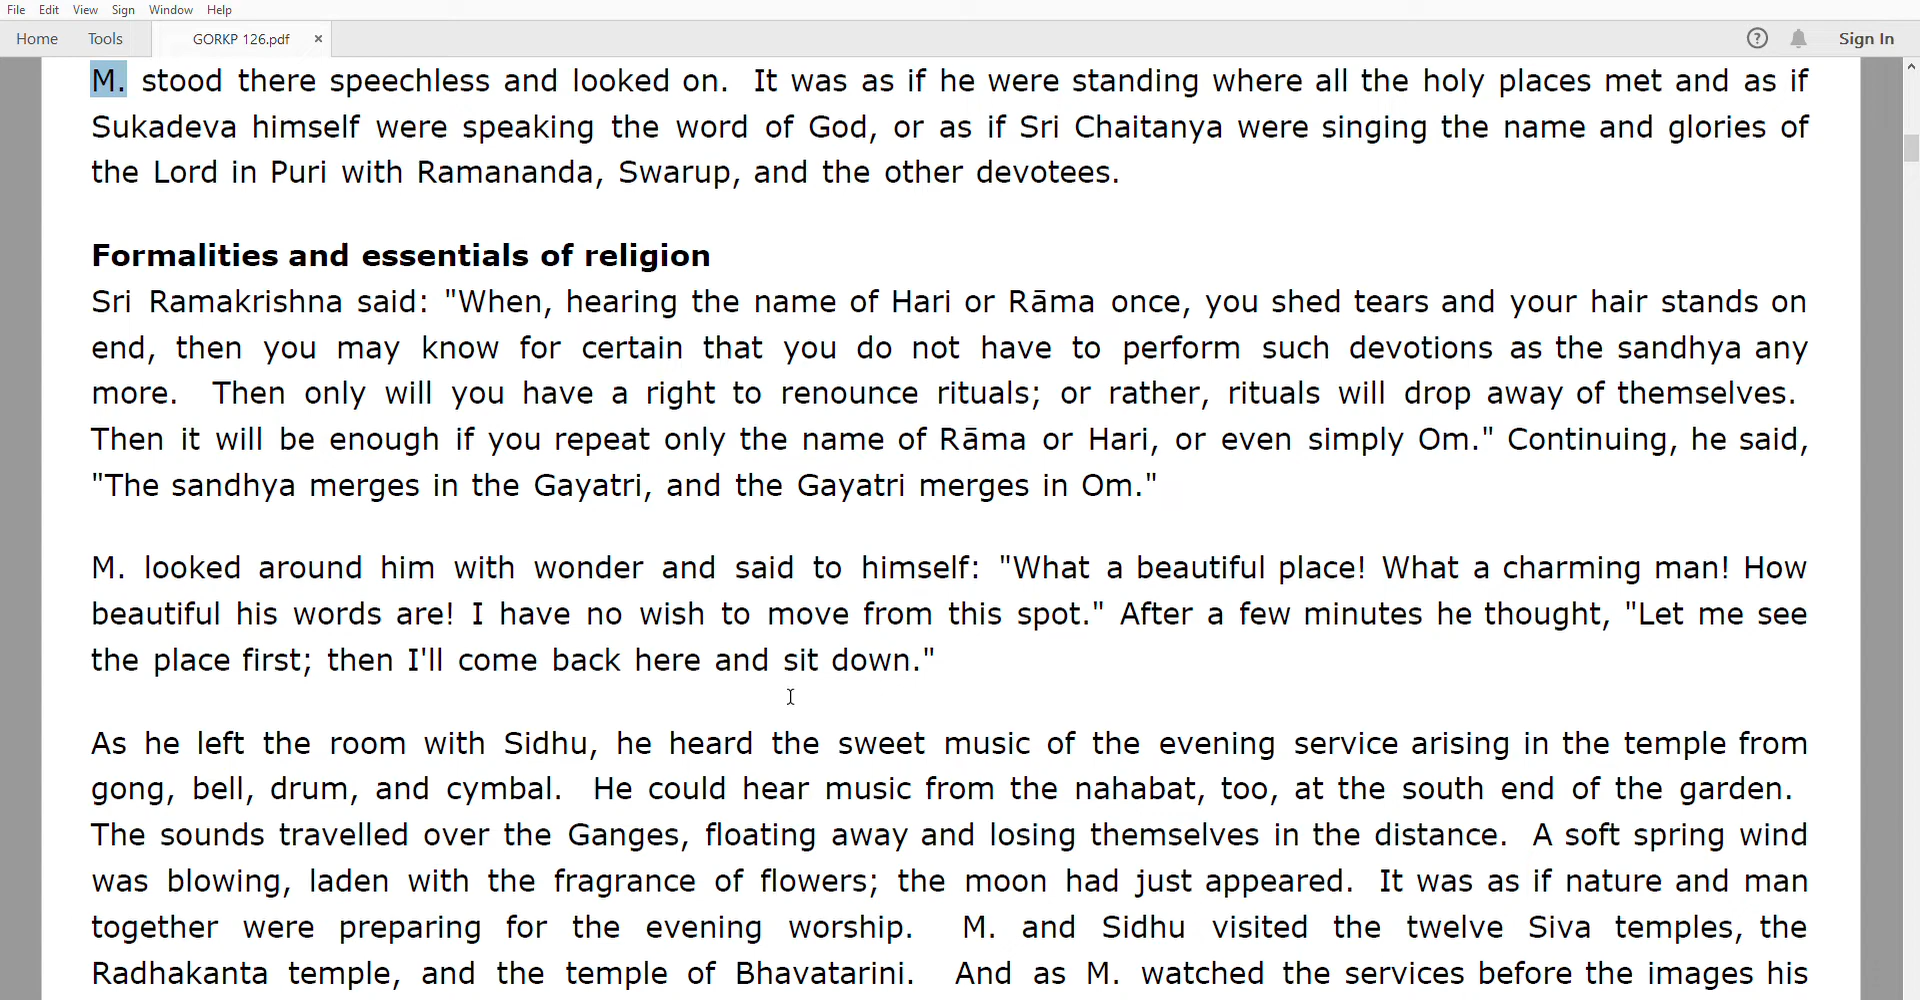 File Edit View Sign Window Help
Home Tools GORKP 126.pdf × ? Sign In
M. stood there speechless and looked on. It was as if he were standing where all the holy places met and as if
Sukadeva himself were speaking the word of God, or as if Sri Chaitanya were singing the name and glories of
the Lord in Puri with Ramananda, Swarup, and the other devotees.
Formalities and essentials of religion
Sri Ramakrishna said: "When, hearing the name of Hari or Rāma once, you shed tears and your hair stands on
end, then you may know for certain that you do not have to perform such devotions as the sandhya any
more. Then only will you have a right to renounce rituals; or rather, rituals will drop away of themselves.
Then it will be enough if you repeat only the name of Rāma or Hari, or even simply Om." Continuing, he said,
"The sandhya merges in the Gayatri, and the Gayatri merges in Om."
M. looked around him with wonder and said to himself: "What a beautiful place! What a charming man! How
beautiful his words are! I have no wish to move from this spot." After a few minutes he thought, "Let me see
the place first; then I'll come back here and sit down."
As he left the room with Sidhu, he heard the sweet music of the evening service arising in the temple from
gong, bell, drum, and cymbal. He could hear music from the nahabat, too, at the south end of the garden.
The sounds travelled over the Ganges, floating away and losing themselves in the distance. A soft spring wind
was blowing, laden with the fragrance of flowers; the moon had just appeared. It was as if nature and man
together were preparing for the evening worship. M. and Sidhu visited the twelve Siva temples, the
Radhakanta temple, and the temple of Bhavatarini. And as M. watched the services before the images his